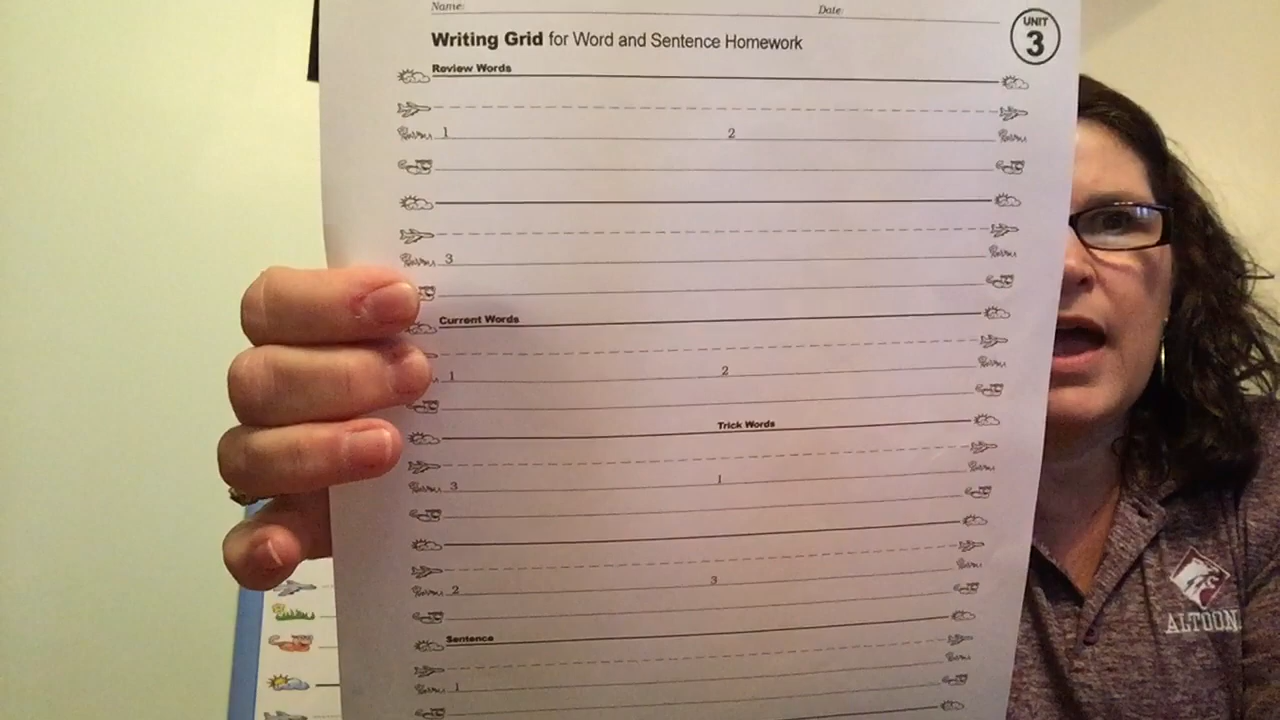 Name: Date:
Writing Grid for Word and Sentence Homework
UNIT
3
Review Words
1 2
3
Current Words
1 2
Trick Words
3 1
2 3
Sentence
1
ALTOON